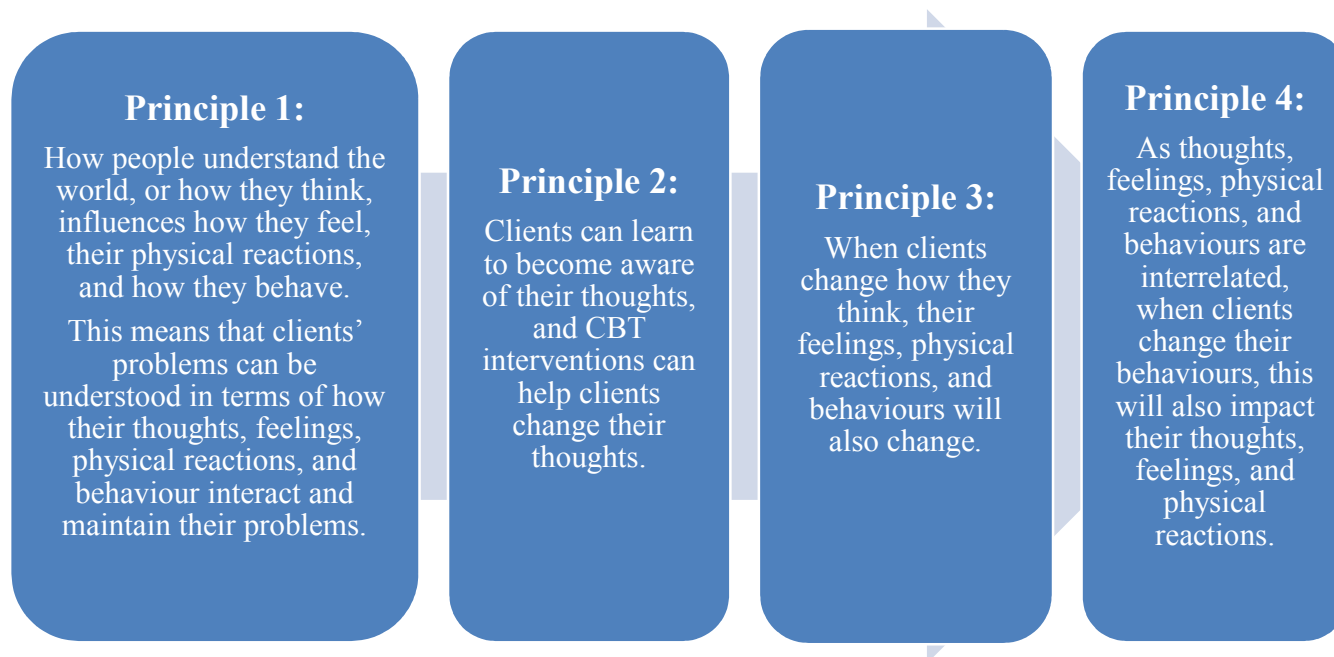 Principle 1:
How people understand the
world, or how they think,
influences how they feel,
their physical reactions,
and how they behave.
This means that clients’
problems can be
understood in terms of how
their thoughts, feelings,
physical reactions, and
behaviour interact and
maintain their problems.
Principle 2:
Clients can learn
to become aware
of their thoughts,
and CBT
interventions can
help clients
change their
thoughts.
Principle 3:
When clients
change how they
think, their
feelings, physical
reactions, and
behaviours will
also change.
Principle 4:
As thoughts,
feelings, physical
reactions, and
behaviours are
interrelated,
when clients
change their
behaviours, this
will also impact
their thoughts,
feelings, and
physical
reactions.